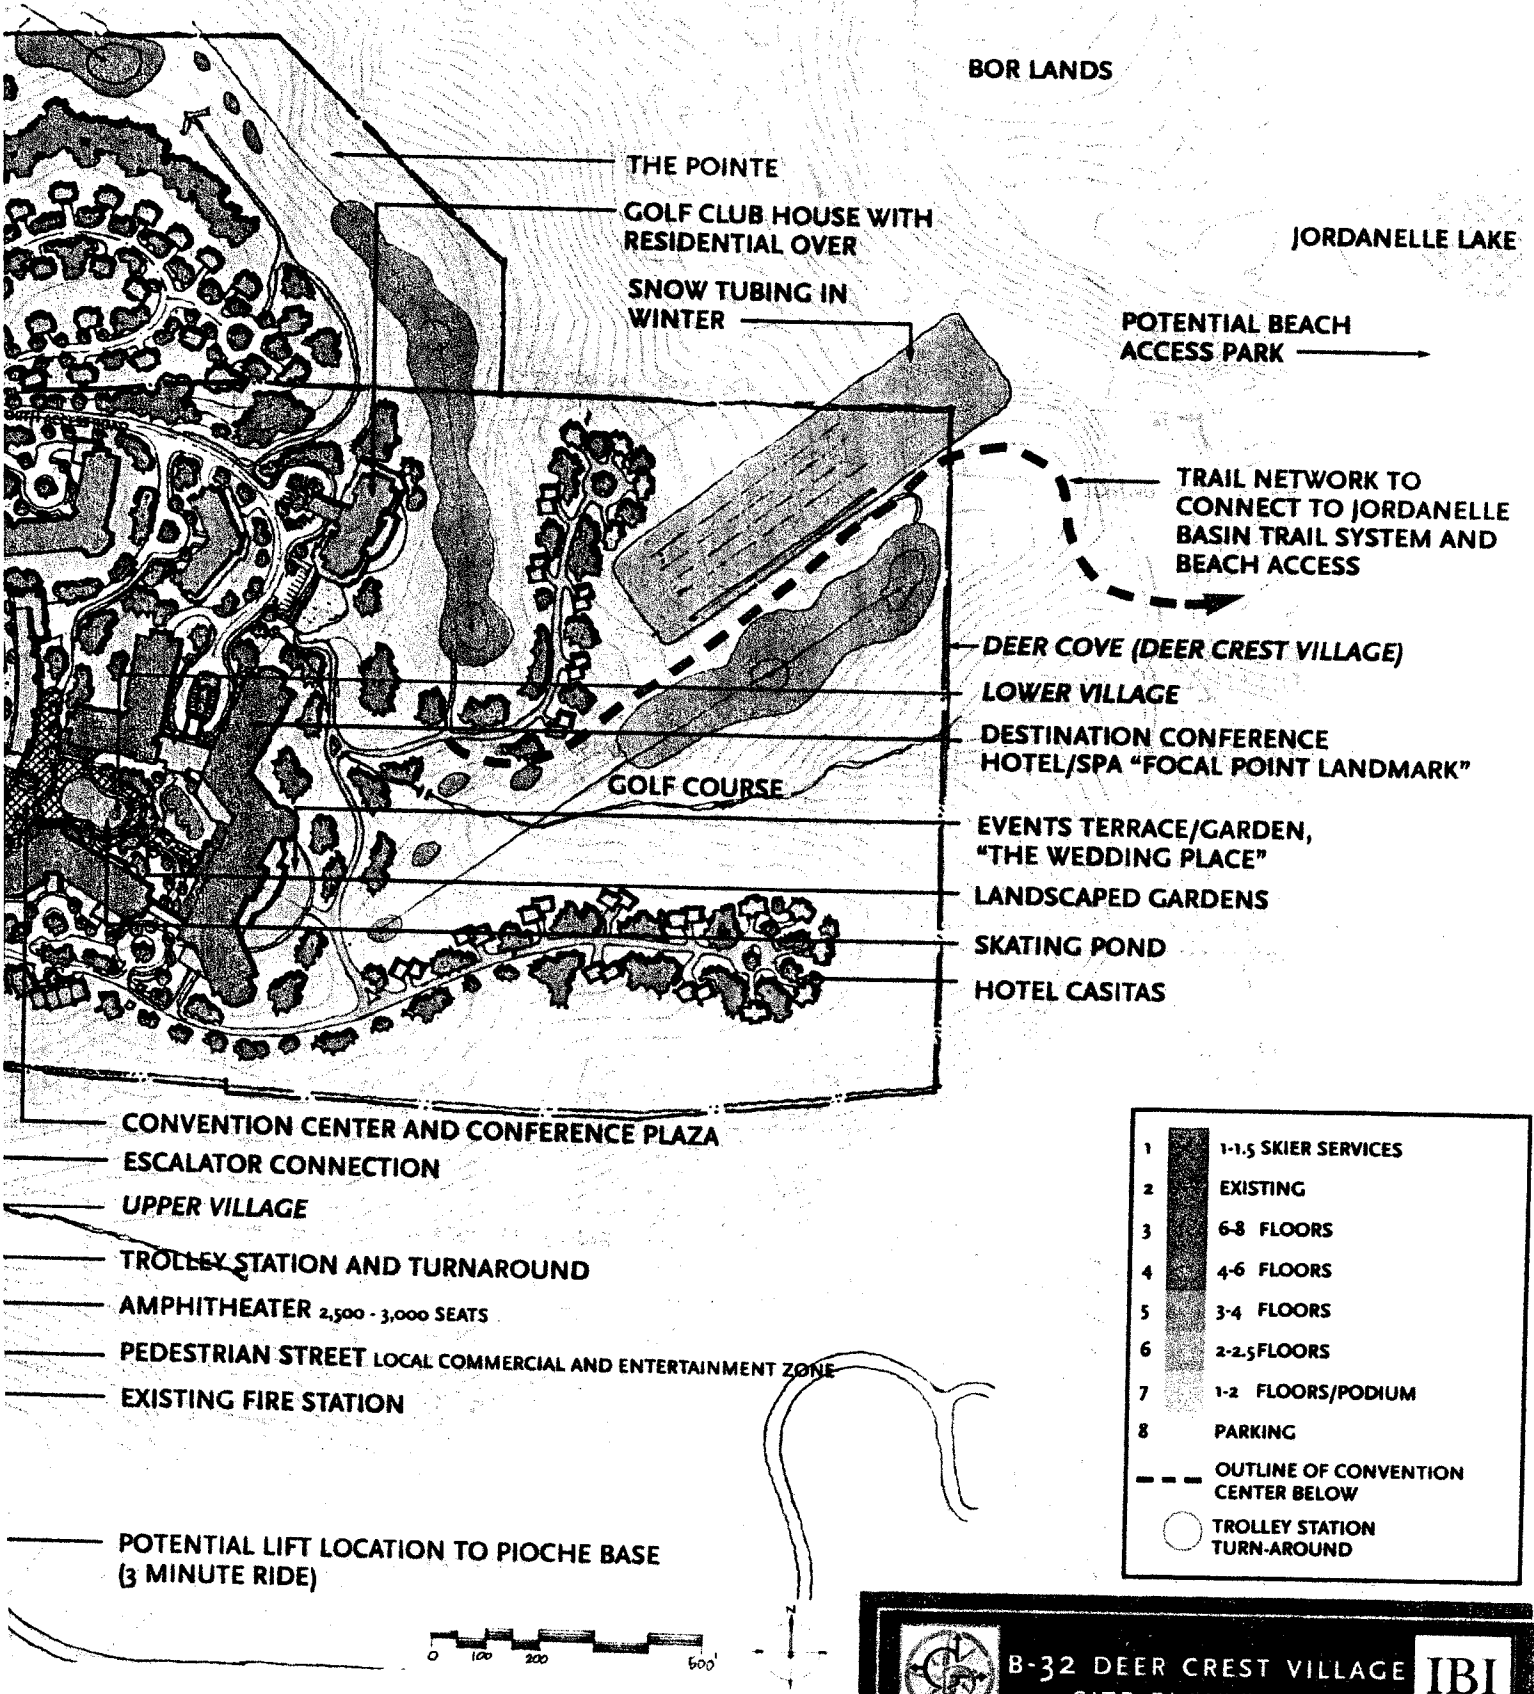 BOR LANDS
THE POINTE
GOLF CLUB HOUSE WITH
RESIDENTIAL OVER
JORDANELLE LAKE
SNOW TUBING IN
WINTER
POTENTIAL BEACH
ACCESS PARK
TRAIL NETWORK TO
CONNECT TO JORDANELLE
BASIN TRAIL SYSTEM AND
BEACH ACCESS
DEER COVE (DEER CREST VILLAGE)
LOWER VILLAGE
DESTINATION CONFERENCE
HOTEL/SPA "FOCAL POINT LANDMARK"
GOLF COURSE
EVENTS TERRACE/GARDEN,
"THE WEDDING PLACE"
LANDSCAPED GARDENS
SKATING POND
HOTEL CASITAS
CONVENTION CENTER AND CONFERENCE PLAZA
ESCALATOR CONNECTION
UPPER VILLAGE
TROLLEY STATION AND TURNAROUND
AMPHITHEATER 2,500 - 3,000 SEATS
PEDESTRIAN STREET LOCAL COMMERCIAL AND ENTERTAINMENT ZONE
EXISTING FIRE STATION
POTENTIAL LIFT LOCATION TO PIOCHE BASE
(3 MINUTE RIDE)
1 1-1.5 SKIER SERVICES
2 EXISTING
3 6-8 FLOORS
4 4-6 FLOORS
5 3-4 FLOORS
6 2-2.5 FLOORS
7 1-2 FLOORS/PODIUM
8 PARKING
OUTLINE OF CONVENTION
CENTER BELOW
TROLLEY STATION
TURN-AROUND
0 100 200 500'
N
B-32 DEER CREST VILLAGE
IBI